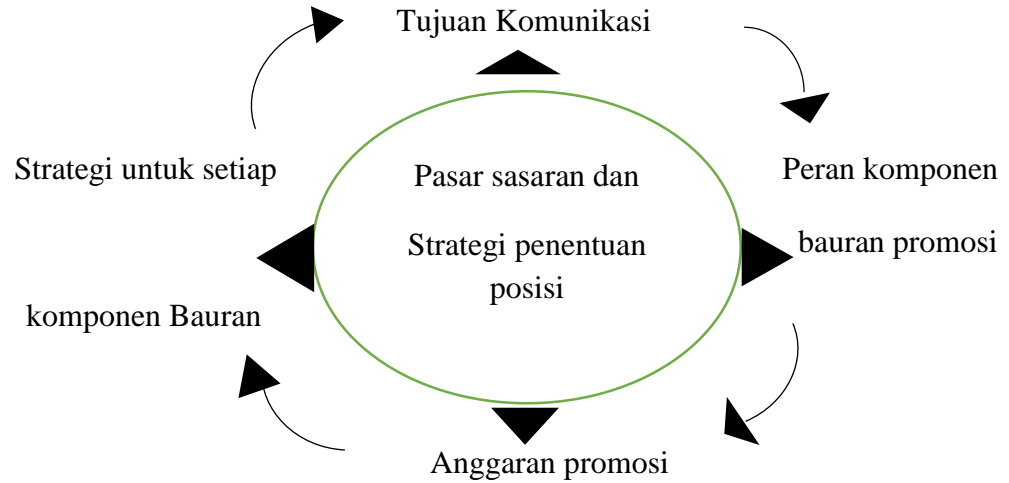 Tujuan Komunikasi
Strategi untuk setiap
komponen Bauran
Pasar sasaran dan
Strategi penentuan
posisi
Peran komponen
bauran promosi
Anggaran promosi